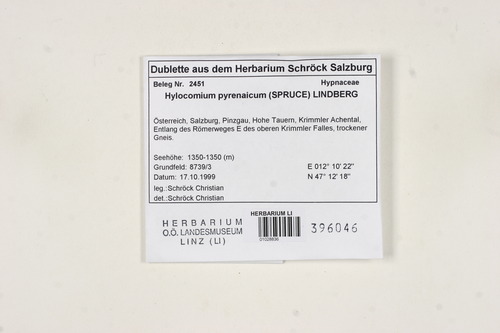 Dublette aus dem Herbarium Schröck Salzburg
Beleg Nr. 2451 Hypnaceae
Hylocomium pyrenaicum (SPRUCE) LINDBERG
Österreich, Salzburg, Pinzgau, Hohe Tauern, Krimmler Achental,
Entlang des Römerweges E des oberen Krimmler Falles, trockener
Gneis.
Seehöhe: 1350-1350 (m)
Grundfeld: 8739/3 E 012° 10' 22''
Datum: 17.10.1999 N 47° 12' 18''
leg.:Schröck Christian
det.:Schröck Christian
HERBARIUM
O.Ö. LANDESMUSEUM
LINZ (LI)
HERBARIUM LI
01028936
396046